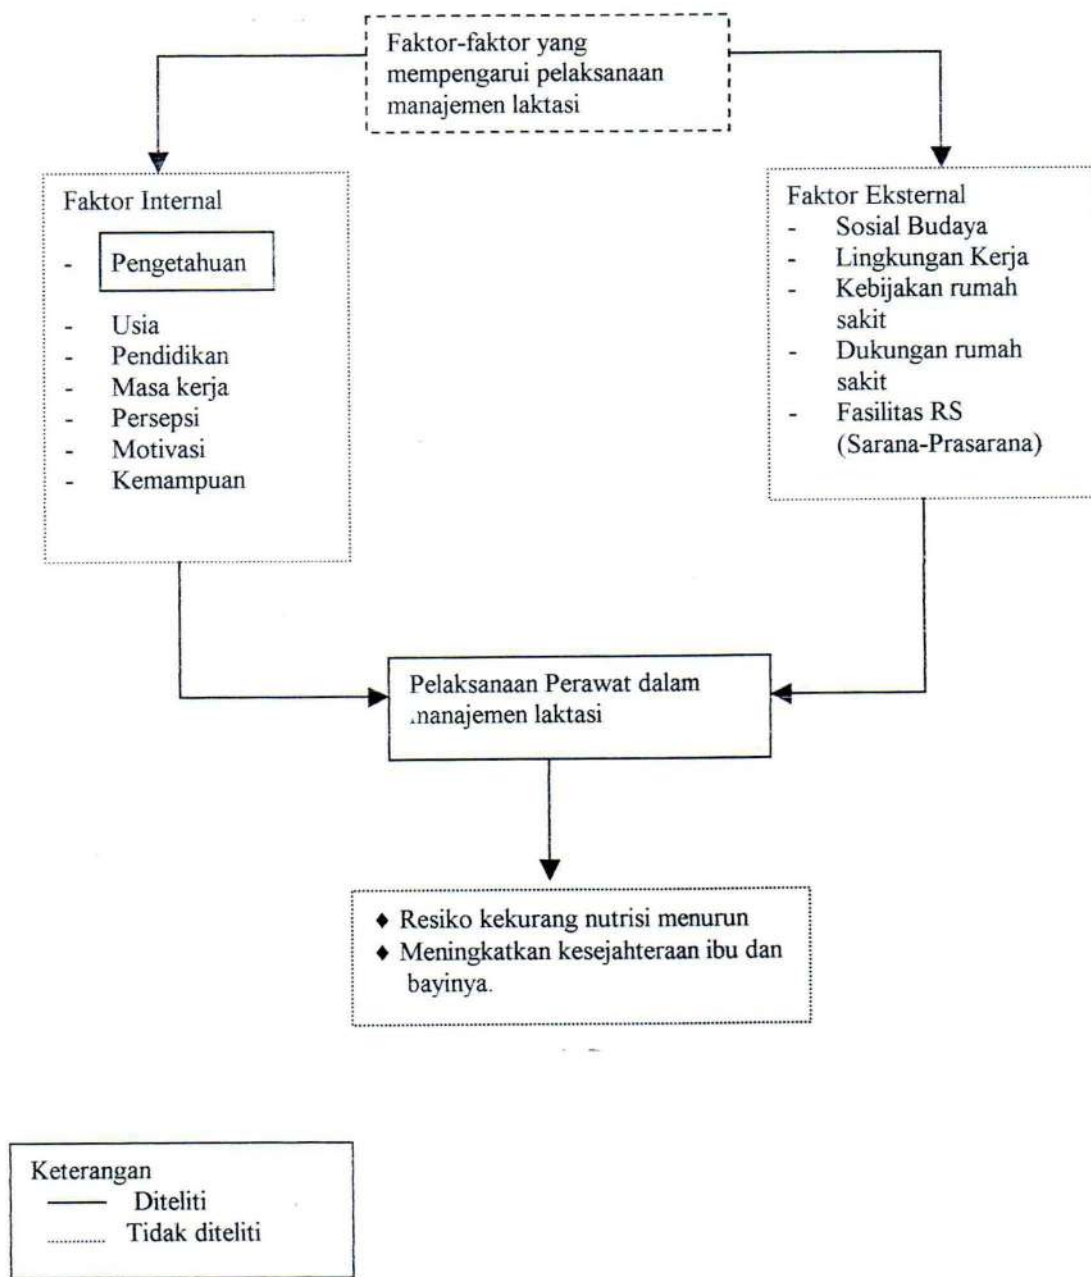 Faktor-faktor yang
mempengarui pelaksanaan
manajemen laktasi
Faktor Internal
- Pengetahuan
- Usia
- Pendidikan
- Masa kerja
- Persepsi
- Motivasi
- Kemampuan
Faktor Eksternal
- Sosial Budaya
- Lingkungan Kerja
- Kebijakan rumah
sakit
- Dukungan rumah
sakit
- Fasilitas RS
(Sarana-Prasarana)
Pelaksanaan Perawat dalam
manajemen laktasi
♦ Resiko kekurang nutrisi menurun
♦ Meningkatkan kesejahteraan ibu dan
bayinya.
Keterangan
Diteliti
Tidak diteliti